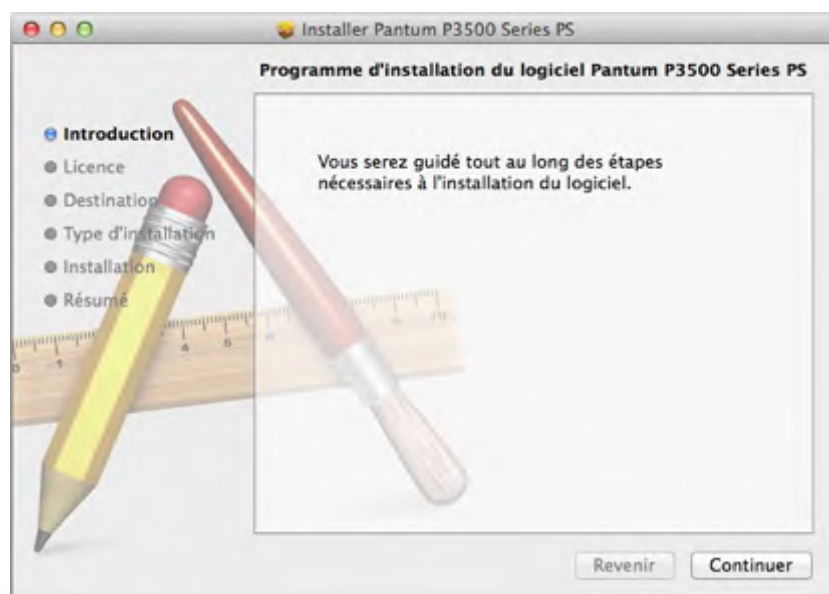 Installer Pantum P3500 Series PS
Programme d'installation du logiciel Pantum P3500 Series PS
Introduction
Licence
Destination
Type d'installation
Installation
Résumé
Vous serez guidé tout au long des étapes
nécessaires à l'installation du logiciel.
Revenir
Continuer